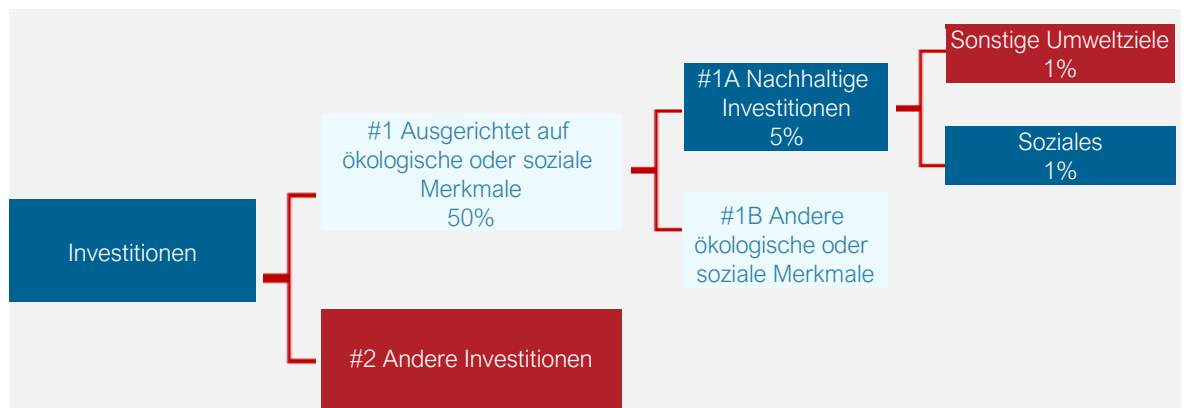 Investitionen
#1 Ausgerichtet auf
ökologische oder soziale
Merkmale
50%
#2 Andere Investitionen
#1A Nachhaltige
Investitionen
5%
#1B Andere
ökologische oder
soziale Merkmale
Sonstige Umweltziele
1%
Soziales
1%